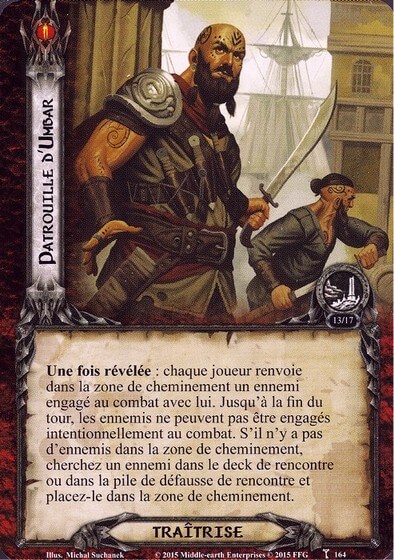 Patrouille d'Umbar
13/17
Une fois révélée : chaque joueur renvoie
dans la zone de cheminement un ennemi
engagé au combat avec lui. Jusqu'à la fin du
tour, les ennemis ne peuvent pas être engagés
intentionnellement au combat. S'il n'y a pas
d'ennemis dans la zone de cheminement,
cherchez un ennemi dans le deck de rencontre
ou dans la pile de défausse de rencontre et
placez-le dans la zone de cheminement.
TRAÎTRISE
Illus. Michal Suchanek © 2015 Middle-earth Enterprises © 2015 FFG 164